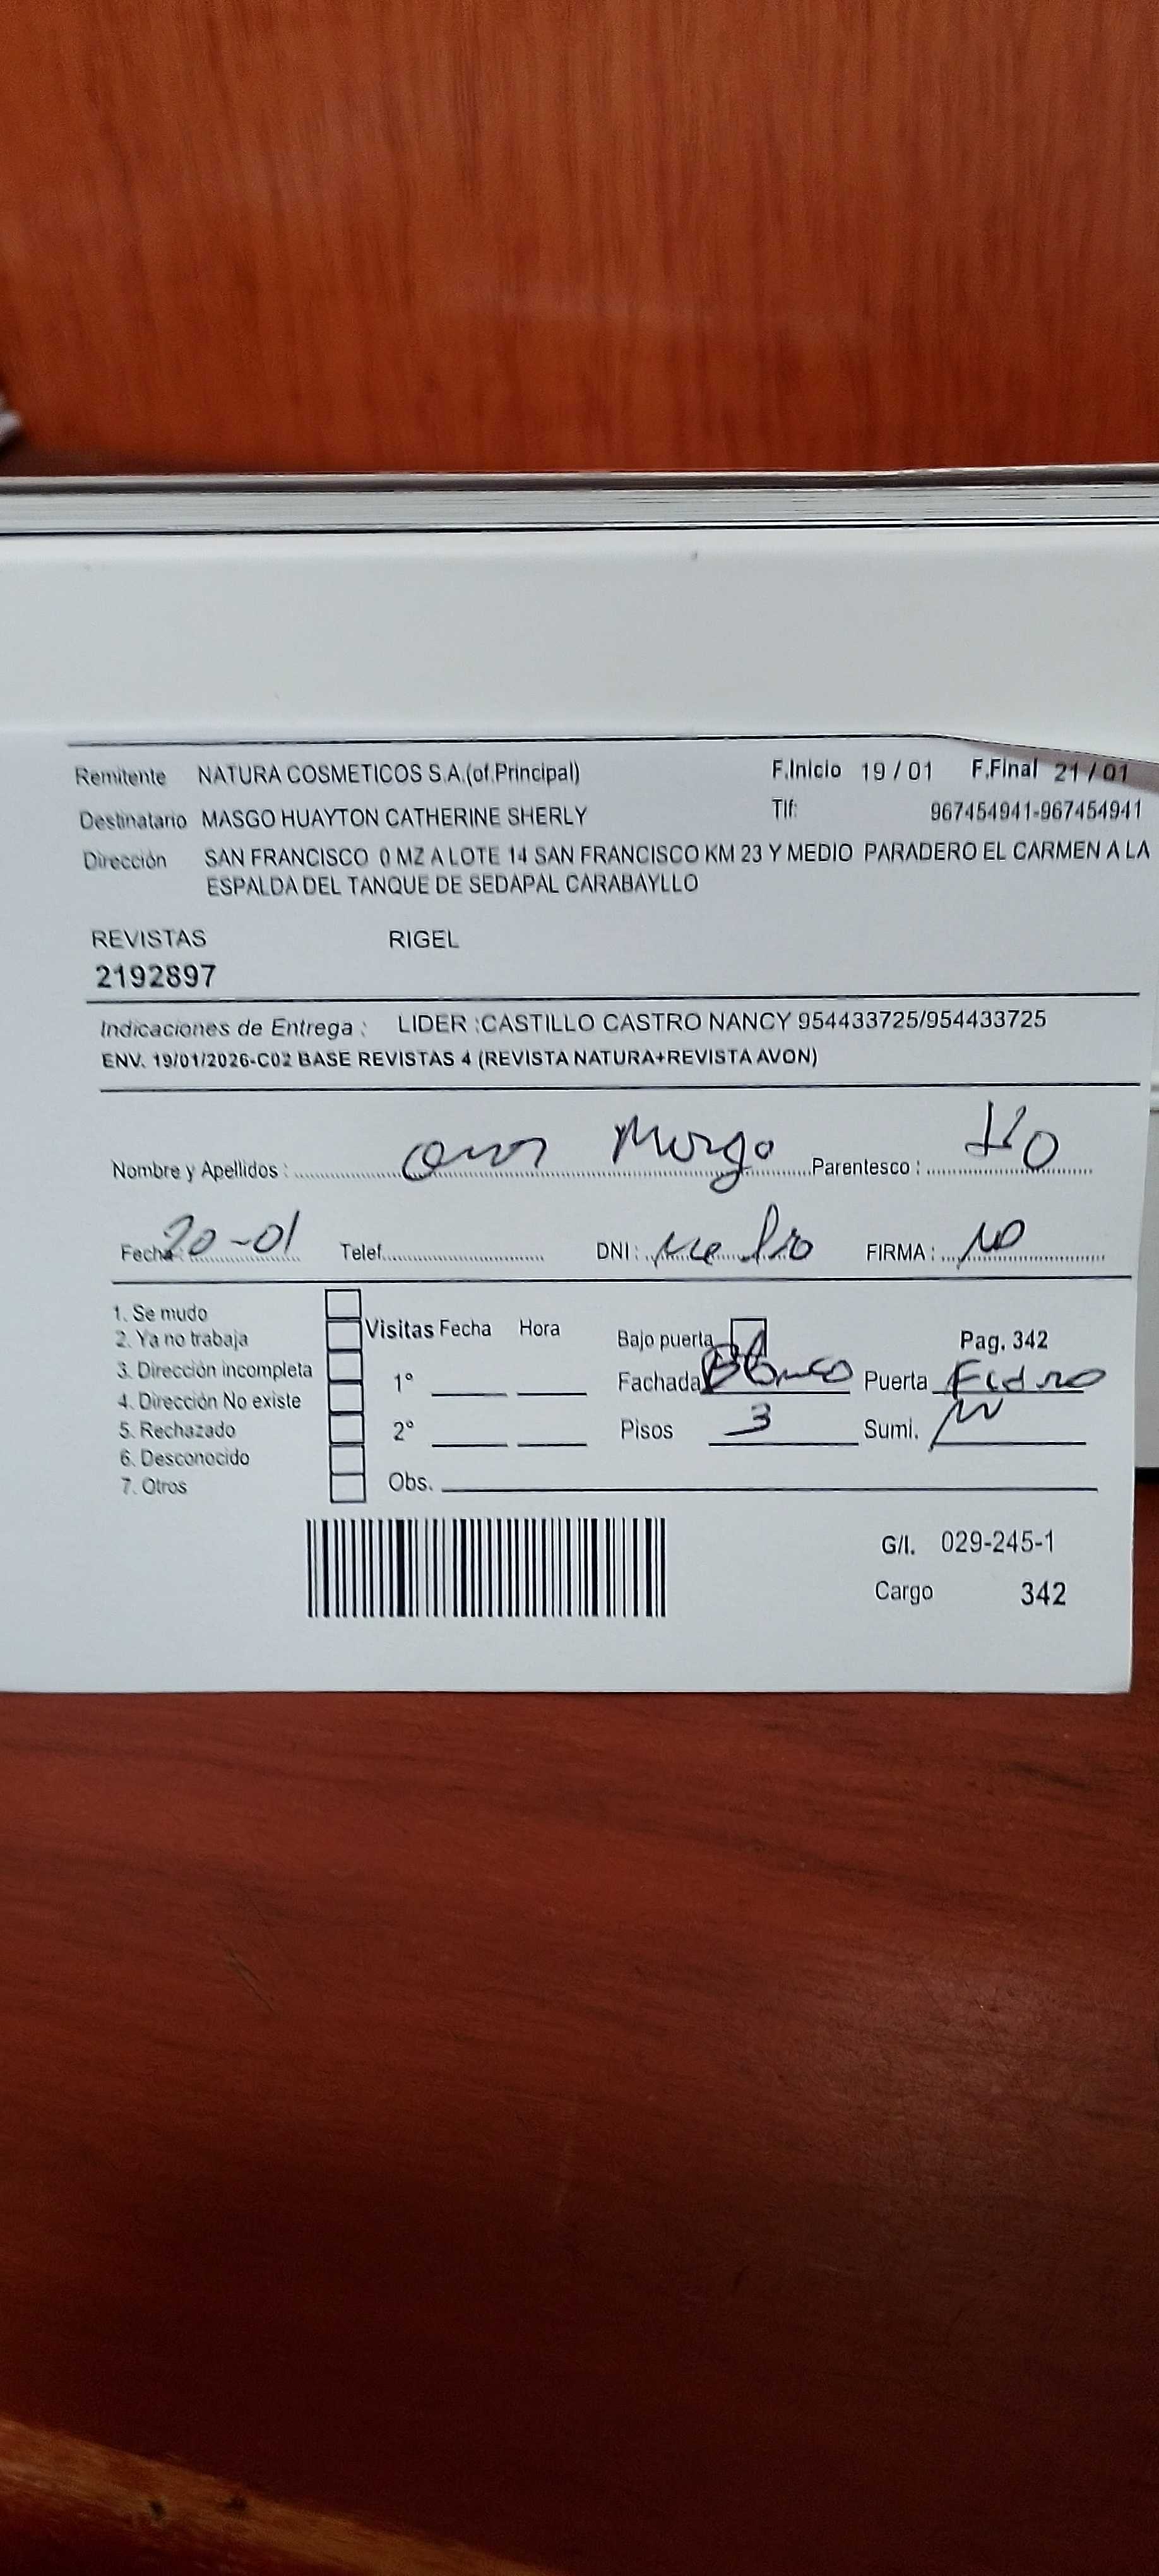 Remitente NATURA COSMETICOS S.A.(of.Principal) F.Inicio 19 / 01 F.Final 21 / 01
Destinatario MASGO HUAYTON CATHERINE SHERLY Tlf: 967454941-967454941
Dirección SAN FRANCISCO 0 MZ A LOTE 14 SAN FRANCISCO KM 23 Y MEDIO PARADERO EL CARMEN A LA
ESPALDA DEL TANQUE DE SEDAPAL CARABAYLLO
REVISTAS RIGEL
2192897
Indicaciones de Entrega : LIDER :CASTILLO CASTRO NANCY 954433725/954433725
ENV. 19/01/2026-C02 BASE REVISTAS 4 (REVISTA NATURA+REVISTA AVON)
Nombre y Apellidos : Parentesco :
Fecha : 20-01 Telef. DNI : FIRMA : NO
1. Se mudo
2. Ya no trabaja Visitas Fecha Hora Bajo puerta Pag. 342
3. Dirección incompleta 1° Fachada Blanco Puerta
4. Dirección No existe
5. Rechazado 2° Pisos 3 Sumi.
6. Desconocido
7. Otros Obs.
G/I. 029-245-1
Cargo 342